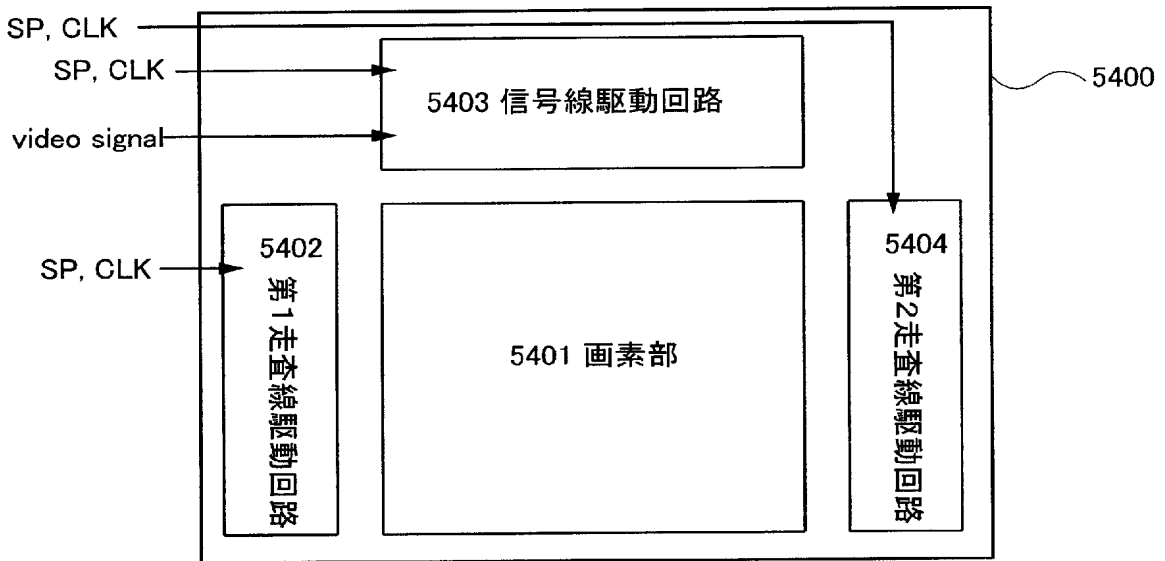 SP, CLK
SP, CLK
5403 信号線駆動回路
5400
video signal
5402
第1走査線駆動回路
SP, CLK
5401 画素部
5404
第2走査線駆動回路